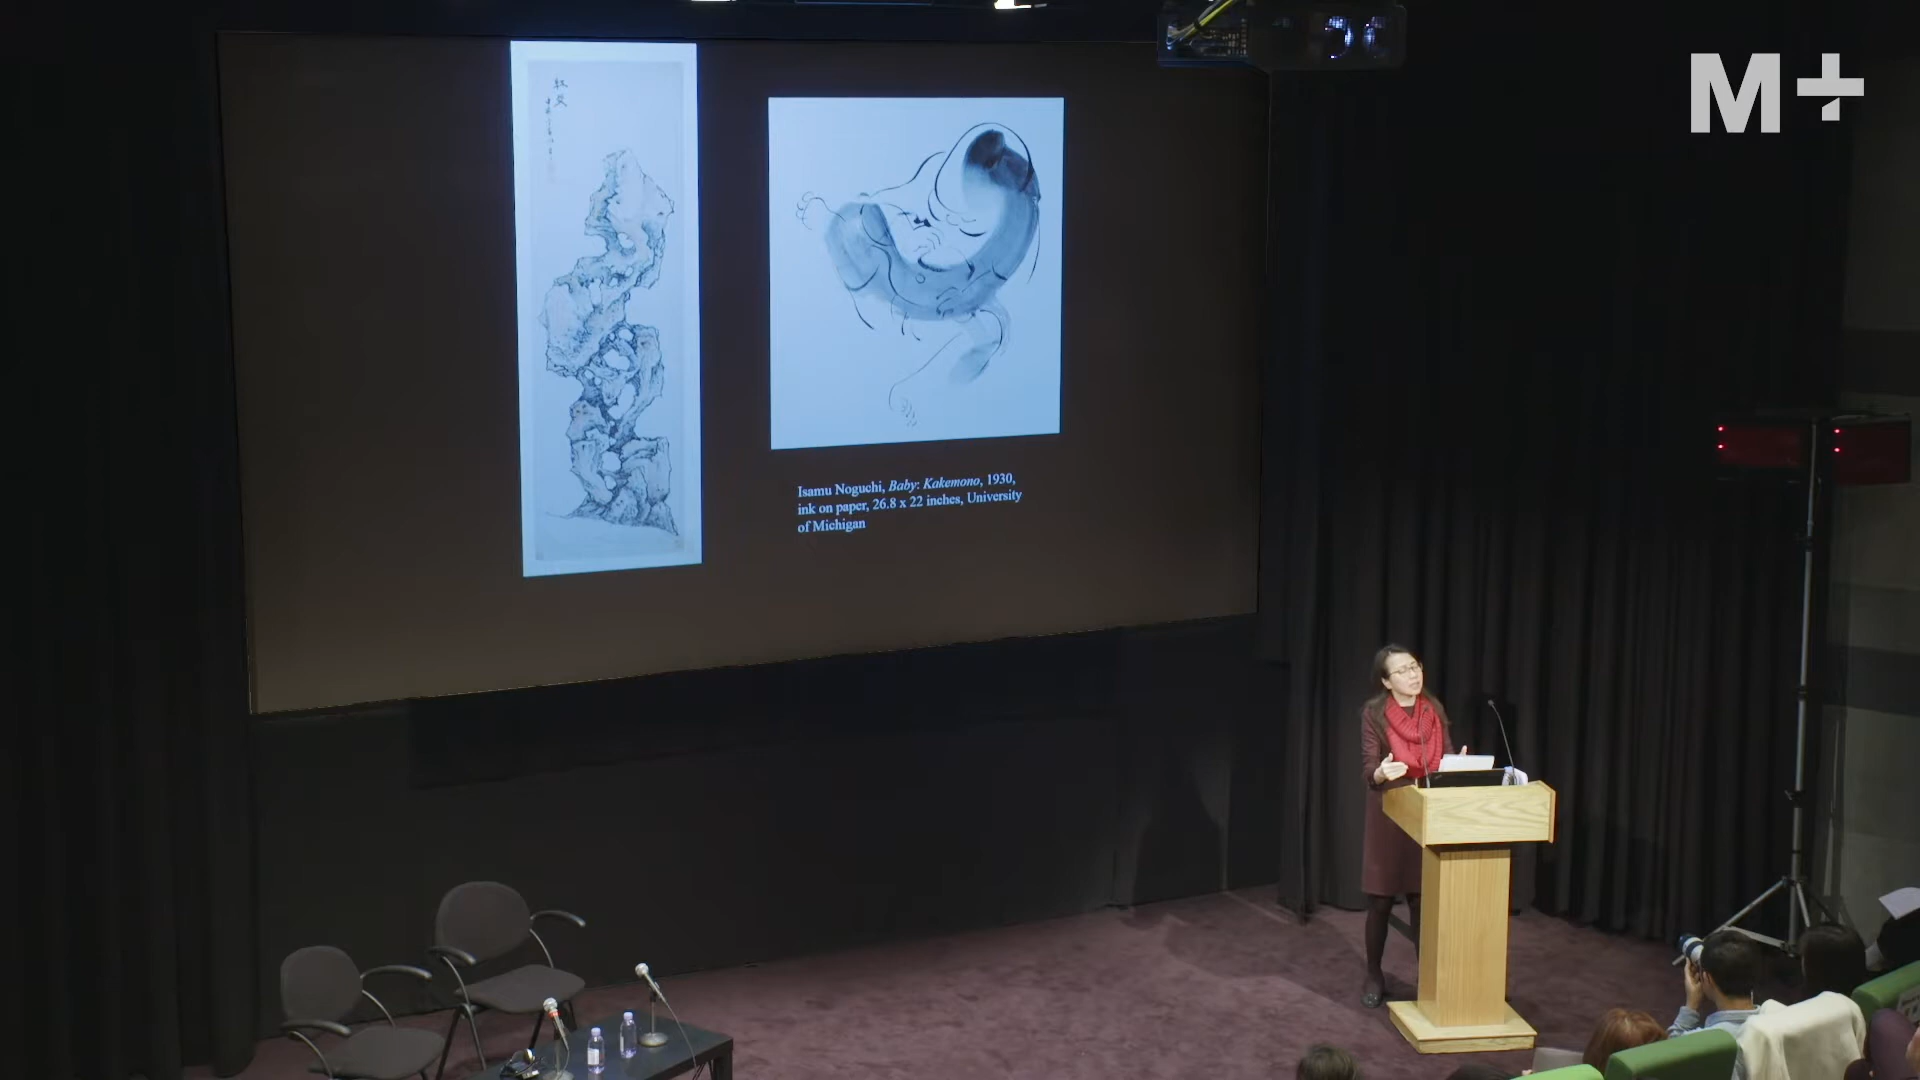 M+
Isamu Noguchi, Baby: Kakemono, 1930,
ink on paper, 26.8 x 22 inches, University
of Michigan